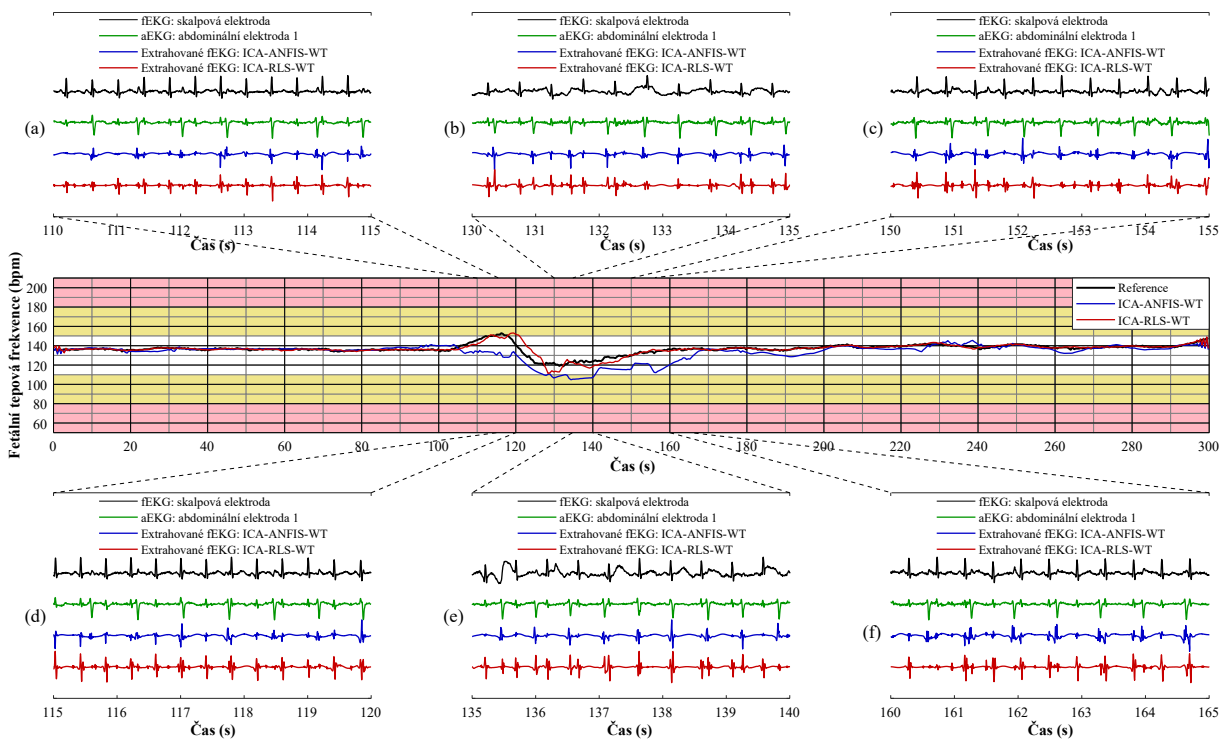 fEKG: skalpová elektroda
aEKG: abdominální elektroda 1
Extrahované fEKG: ICA-ANFIS-WT
Extrahované fEKG: ICA-RLS-WT
(a)
110 111 112 113 114 115
Čas (s)
fEKG: skalpová elektroda
aEKG: abdominální elektroda 1
Extrahované fEKG: ICA-ANFIS-WT
Extrahované fEKG: ICA-RLS-WT
(b)
130 131 132 133 134 135
Čas (s)
fEKG: skalpová elektroda
aEKG: abdominální elektroda 1
Extrahované fEKG: ICA-ANFIS-WT
Extrahované fEKG: ICA-RLS-WT
(c)
150 151 152 153 154 155
Čas (s)
Fetální tepová frekvence (bpm)
200
180
160
140
120
100
80
60
Reference
ICA-ANFIS-WT
ICA-RLS-WT
0 20 40 60 80 100 120 140 160 180 200 220 240 260 280 300
Čas (s)
fEKG: skalpová elektroda
aEKG: abdominální elektroda 1
Extrahované fEKG: ICA-ANFIS-WT
Extrahované fEKG: ICA-RLS-WT
(d)
115 116 117 118 119 120
Čas (s)
fEKG: skalpová elektroda
aEKG: abdominální elektroda 1
Extrahované fEKG: ICA-ANFIS-WT
Extrahované fEKG: ICA-RLS-WT
(e)
135 136 137 138 139 140
Čas (s)
fEKG: skalpová elektroda
aEKG: abdominální elektroda 1
Extrahované fEKG: ICA-ANFIS-WT
Extrahované fEKG: ICA-RLS-WT
(f)
160 161 162 163 164 165
Čas (s)